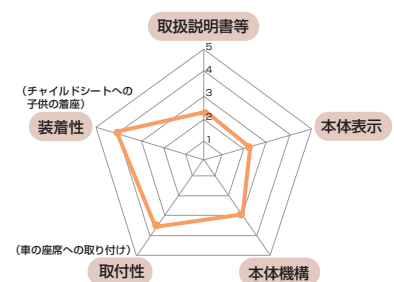 取扱説明書等
5
4
3
2
1
(チャイルドシートへの
子供の着座)
装着性
本体表示
(車の座席への取り付け)
取付性
本体機構